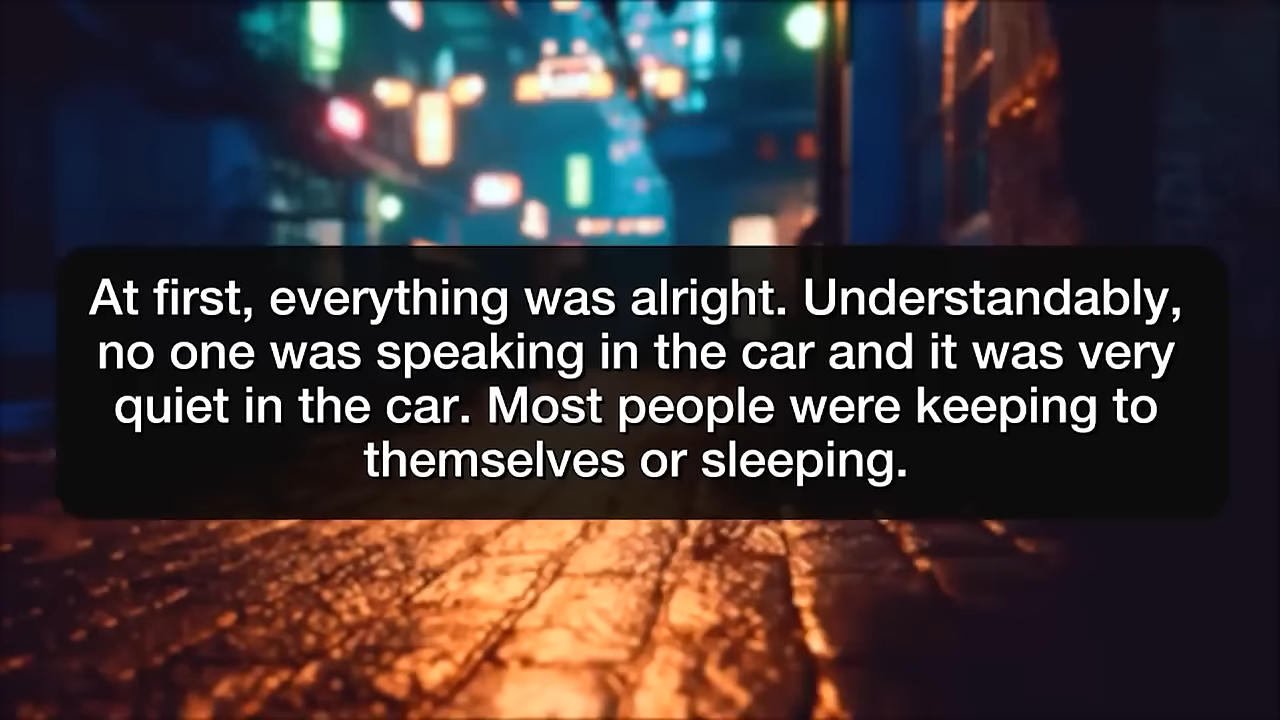 At first, everything was alright. Understandably,
no one was speaking in the car and it was very
quiet in the car. Most people were keeping to
themselves or sleeping.